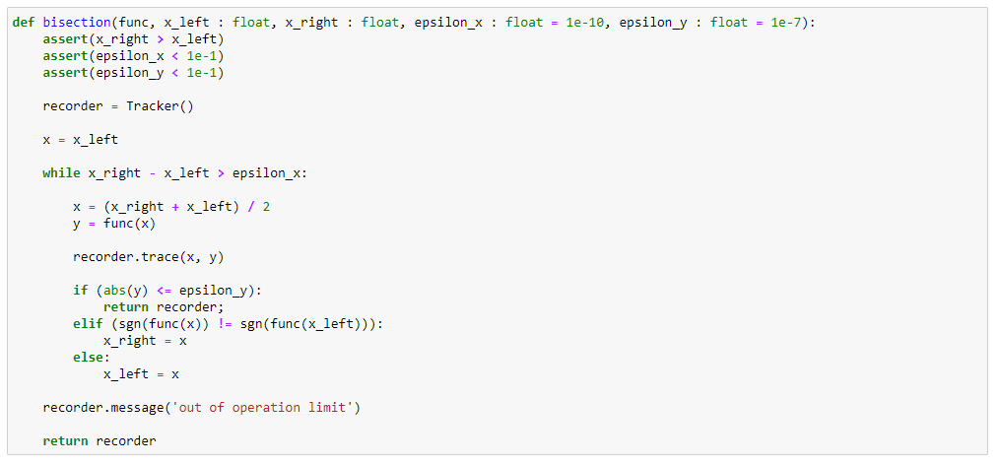 def bisection(func, x_left : float, x_right : float, epsilon_x : float = 1e-10, epsilon_y : float = 1e-7):
    assert(x_right > x_left)
    assert(epsilon_x < 1e-1)
    assert(epsilon_y < 1e-1)

    recorder = Tracker()

    x = x_left

    while x_right - x_left > epsilon_x:

        x = (x_right + x_left) / 2
        y = func(x)

        recorder.trace(x, y)

        if (abs(y) <= epsilon_y):
            return recorder;
        elif (sgn(func(x)) != sgn(func(x_left))):
            x_right = x
        else:
            x_left = x

    recorder.message('out of operation limit')

    return recorder